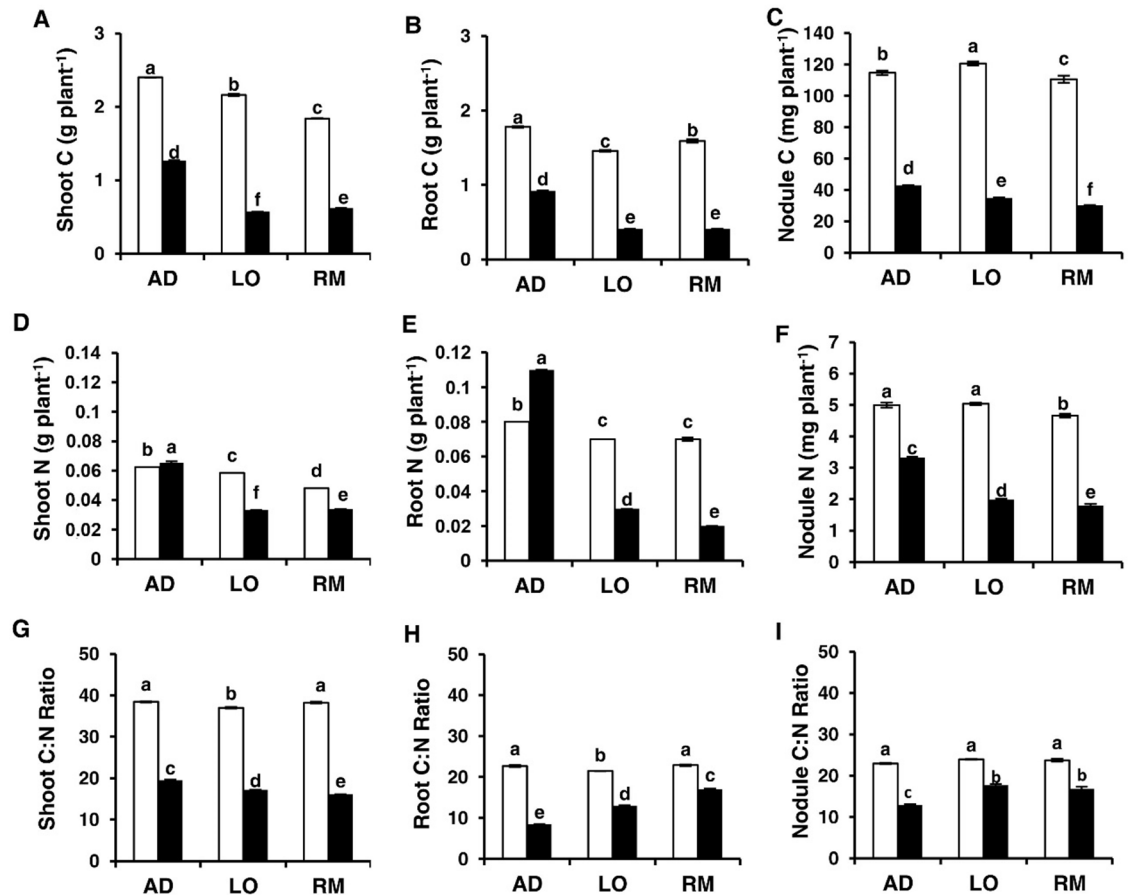 A
Shoot C (g plant⁻¹)
3
2
1
0
a
b
c
d
f
e
AD LO RM
B
Root C (g plant⁻¹)
3
2
1
0
a
c
b
d
e
e
AD LO RM
C
Nodule C (mg plant⁻¹)
140
120
100
80
60
40
20
0
b
a
c
d
e
f
AD LO RM
D
Shoot N (g plant⁻¹)
0.14
0.12
0.1
0.08
0.06
0.04
0.02
0
b a
c
d
f
e
AD LO RM
E
Root N (g plant⁻¹)
0.12
0.1
0.08
0.06
0.04
0.02
0
a
b
c
c
d
e
AD LO RM
F
Nodule N (mg plant⁻¹)
7
6
5
4
3
2
1
0
a
a
b
c
d
e
AD LO RM
G
Shoot C:N Ratio
50
40
30
20
10
0
a
b
a
c
d
e
AD LO RM
H
Root C:N Ratio
50
40
30
20
10
0
a
b
a
e
d
c
AD LO RM
I
Nodule C:N Ratio
50
40
30
20
10
0
a
a
a
c
b
b
AD LO RM